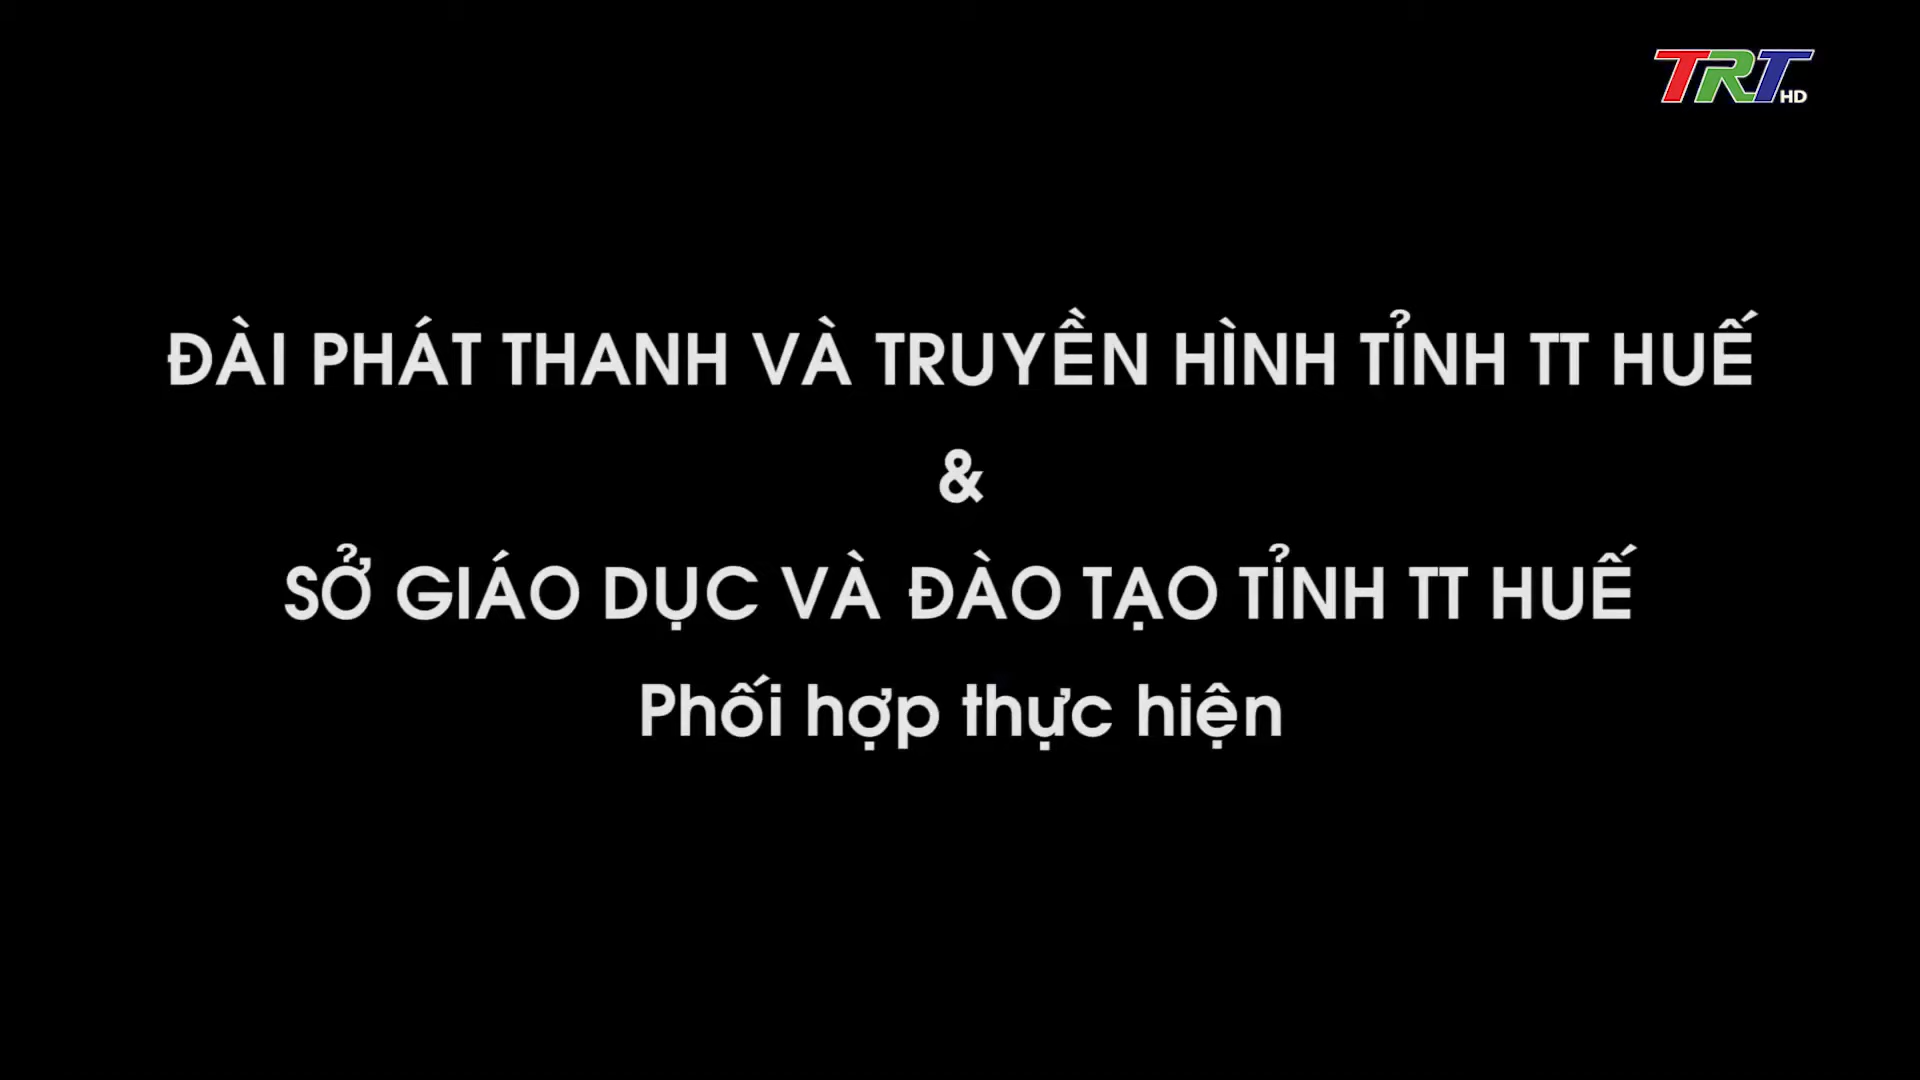 TRT HD
ĐÀI PHÁT THANH VÀ TRUYỀN HÌNH TỈNH TT HUẾ
&
SỞ GIÁO DỤC VÀ ĐÀO TẠO TỈNH TT HUẾ
Phối hợp thực hiện